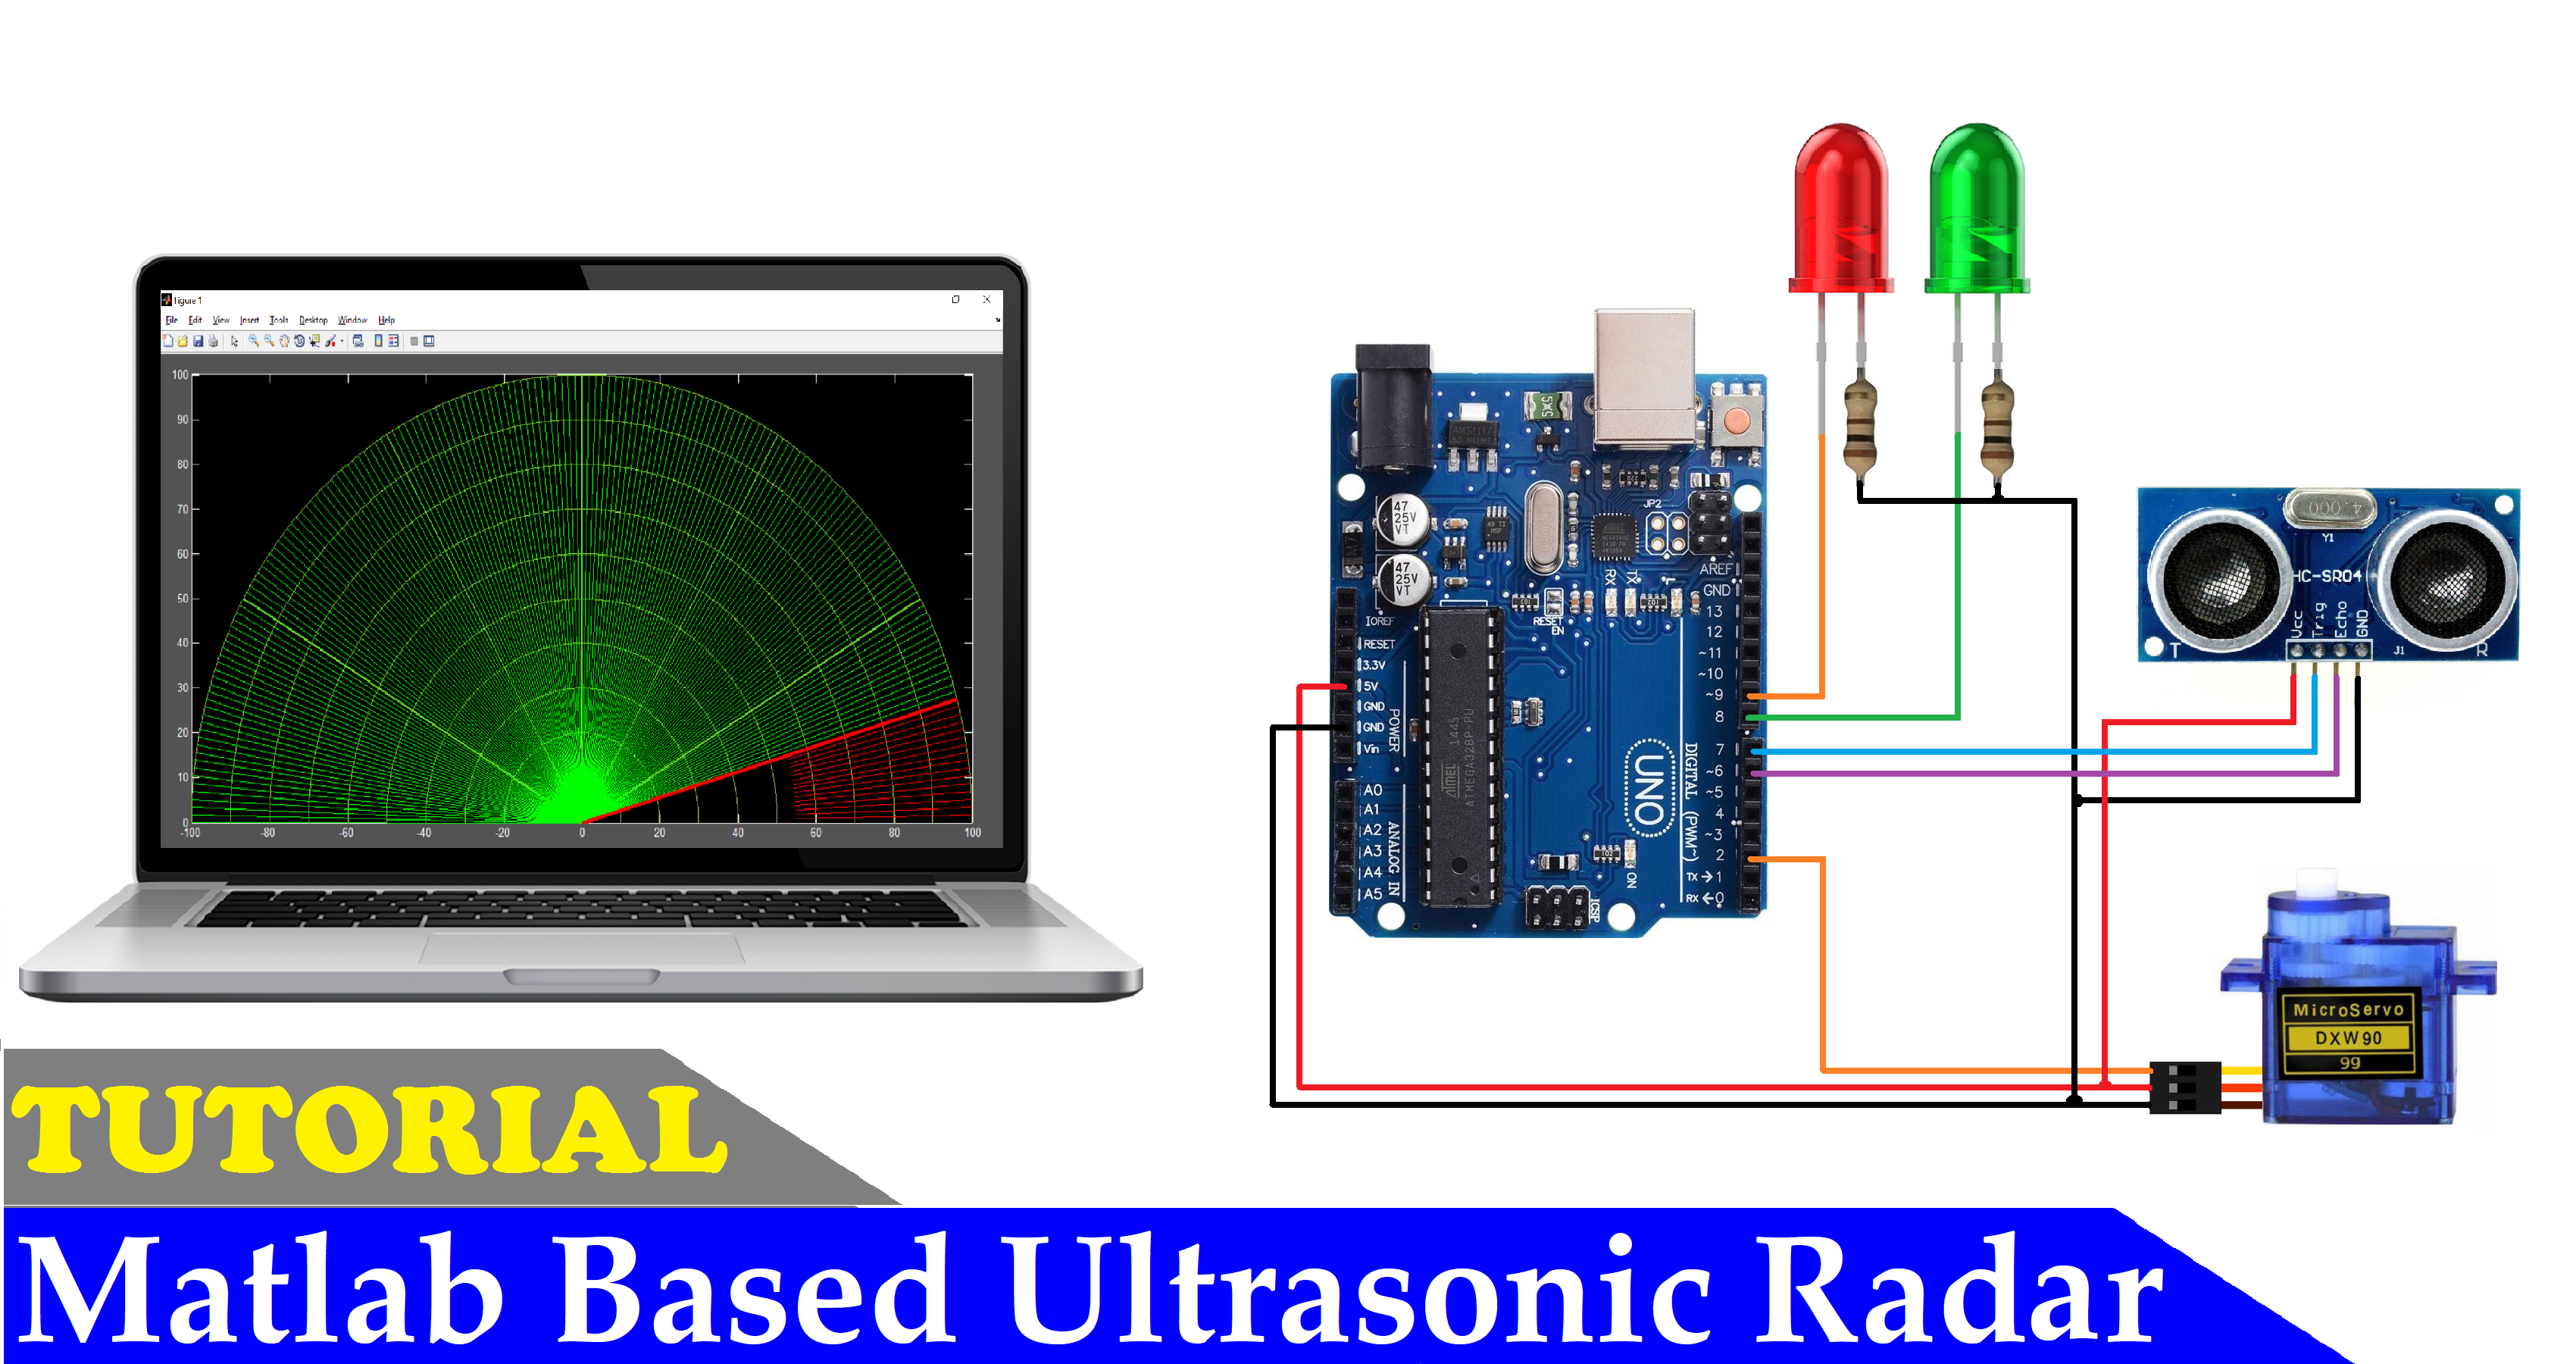 Figure 1
File Edit View Insert Tools Desktop Window Help
100
90
80
70
60
50
40
30
20
10
0
-100 -80 -60 -40 -20 0 20 40 60 80 100
47
25V
VT
47
25V
VT
JP2
RX
TX
L
RESET
EN
IOREF
RESET
3.3V
5V
GND
GND
Vin
POWER
A0
A1
A2
A3
A4
A5
ANALOG IN
ATMEL 1445
ATMEGA328P-PU
UNO
ON
ICSP
AREF
GND
13
12
~11
~10
~9
8
7
~6
~5
4
~3
2
TX→1
RX←0
DIGITAL (PWM~)
Y1
HC-SR04
Vcc
Trig
Echo
GND
T
J1
R
MicroServo
DXW90
9g
TUTORIAL
Matlab Based Ultrasonic Radar